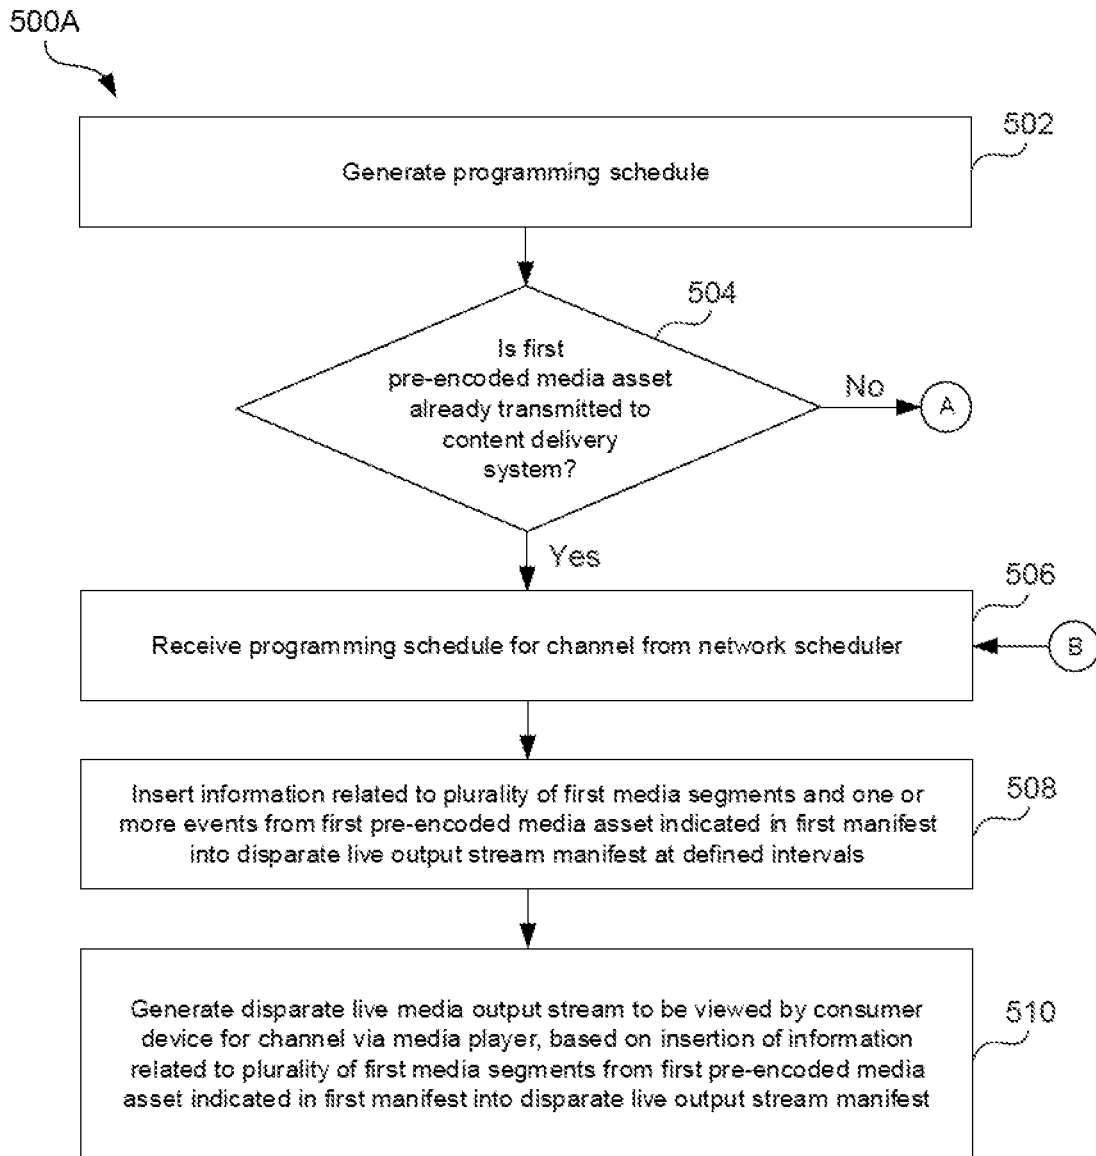 500A
502
Generate programming schedule
504
Is first
pre-encoded media asset
already transmitted to
content delivery
system?
No
A
Yes
506
Receive programming schedule for channel from network scheduler
B
508
Insert information related to plurality of first media segments and one or
more events from first pre-encoded media asset indicated in first manifest
into disparate live output stream manifest at defined intervals
510
Generate disparate live media output stream to be viewed by consumer
device for channel via media player, based on insertion of information
related to plurality of first media segments from first pre-encoded media
asset indicated in first manifest into disparate live output stream manifest